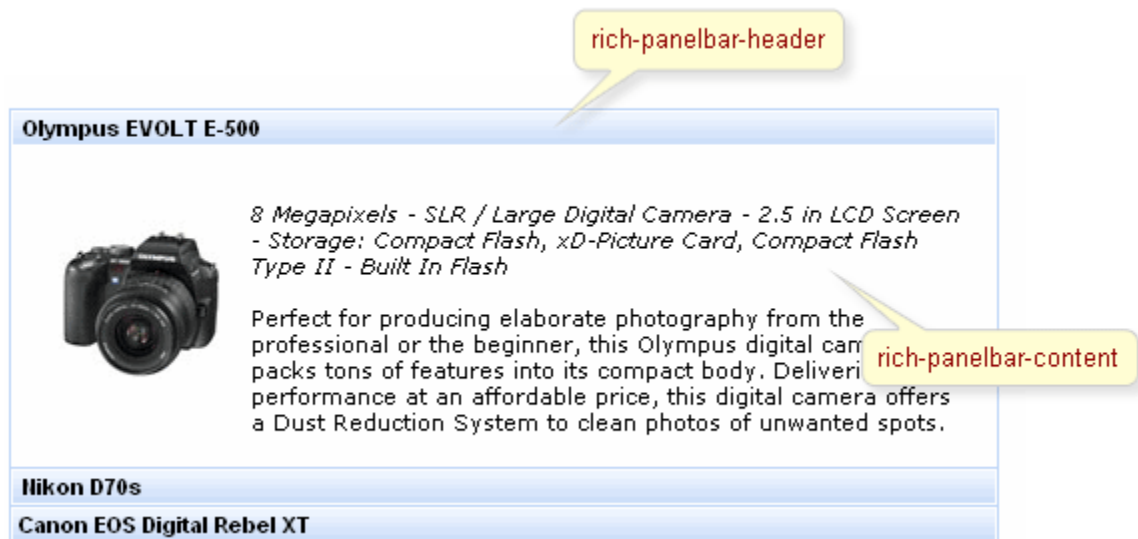 rich-panelbar-header
Olympus EVOLT E-500
8 Megapixels - SLR / Large Digital Camera - 2.5 in LCD Screen
- Storage: Compact Flash, xD-Picture Card, Compact Flash
Type II - Built In Flash
Perfect for producing elaborate photography from the
professional or the beginner, this Olympus digital cam
rich-panelbar-content
packs tons of features into its compact body. Deliveri
performance at an affordable price, this digital camera offers
a Dust Reduction System to clean photos of unwanted spots.
Nikon D70s
Canon EOS Digital Rebel XT